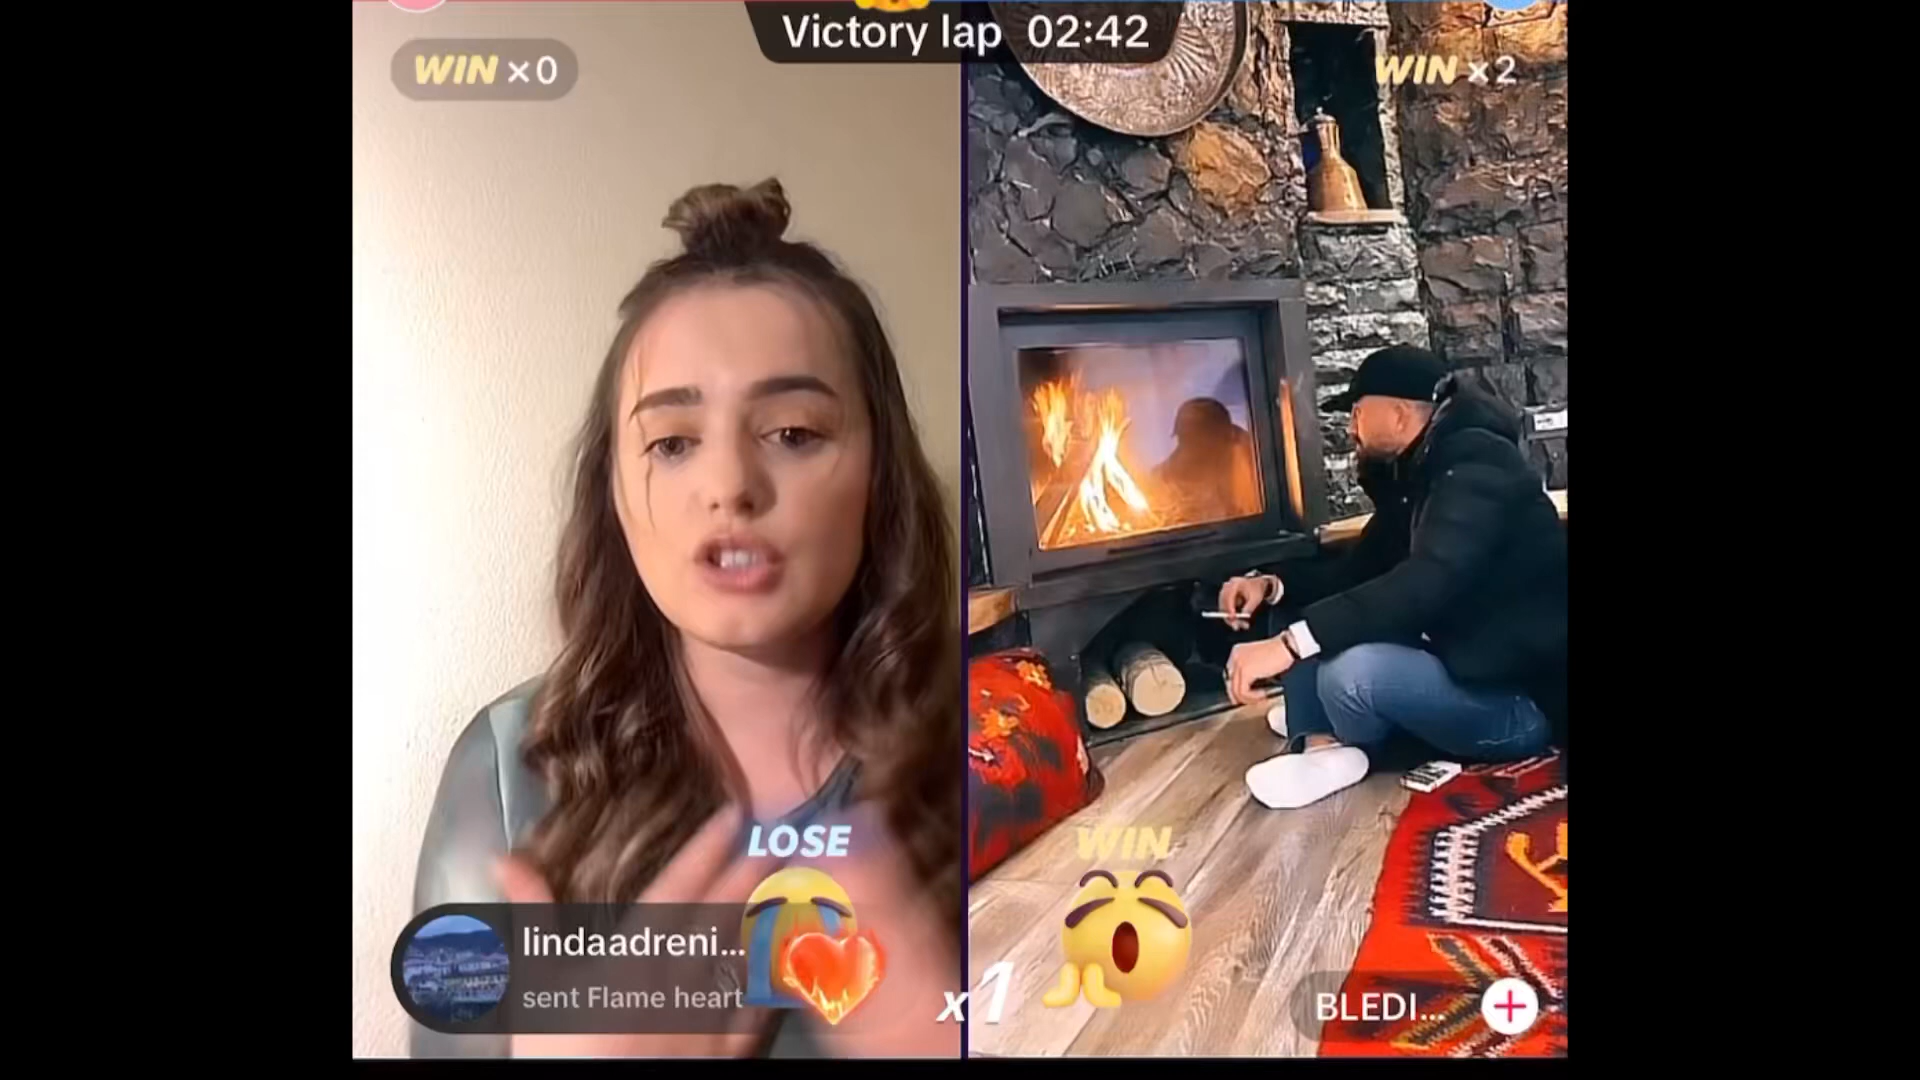 Victory lap 02:42
WIN ×0
WIN ×2
LOSE
WIN
lindaadreni...
sent Flame heart
x1
BLEDI...